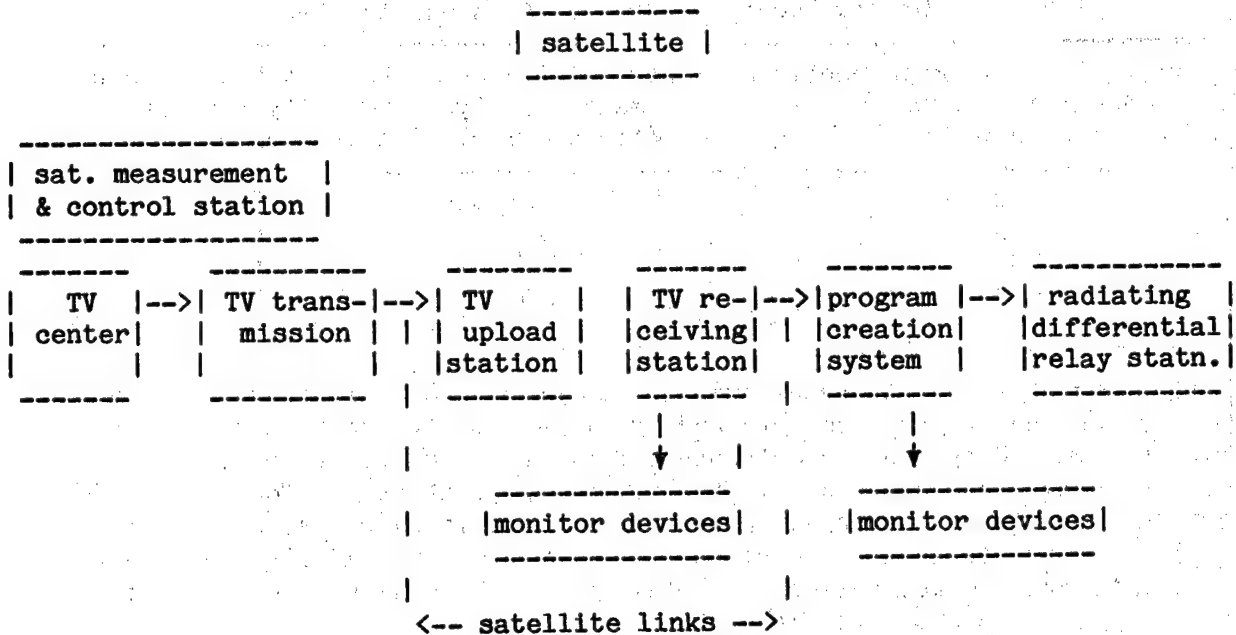 satellite
sat. measurement
& control station
TV --> TV trans- --> TV TV re- --> program --> radiating
center mission upload ceiving creation differential
station station system relay statn.
monitor devices monitor devices
<-- satellite links -->